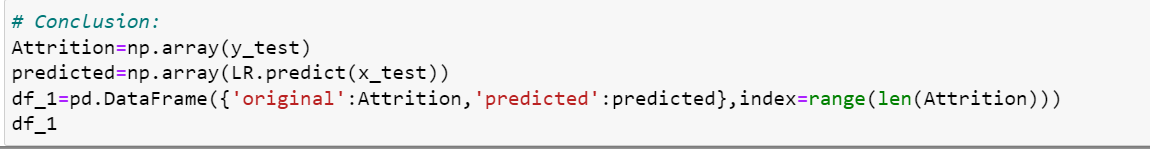 # Conclusion:
Attrition=np.array(y_test)
predicted=np.array(LR.predict(x_test))
df_1=pd.DataFrame({'original':Attrition,'predicted':predicted},index=range(len(Attrition)))
df_1